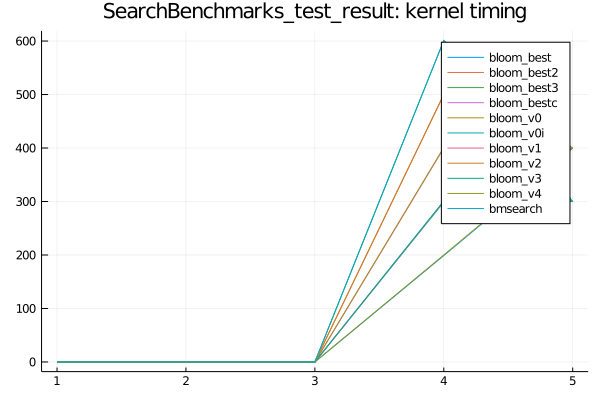 SearchBenchmarks_test_result: kernel timing
600
500
400
300
200
100
0
bloom_best
bloom_best2
bloom_best3
bloom_bestc
bloom_v0
bloom_v0i
bloom_v1
bloom_v2
bloom_v3
bloom_v4
bmsearch
1 2 3 4 5